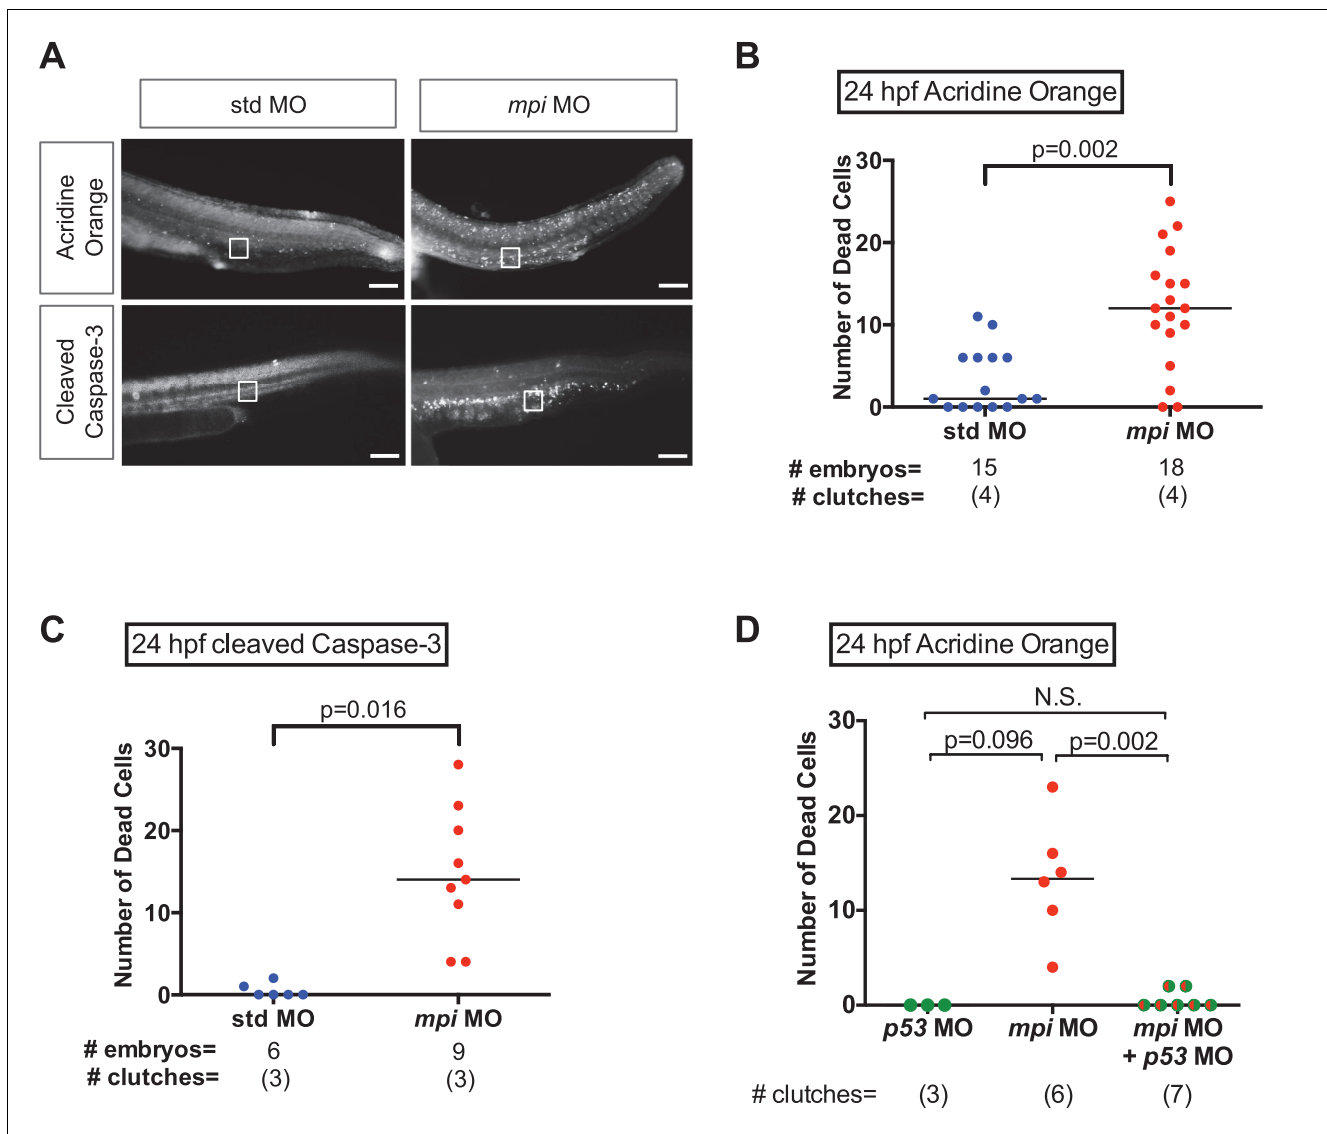 A
std MO
mpi MO
Acridine
Orange
Cleaved
Caspase-3
B
24 hpf Acridine Orange
p=0.002
Number of Dead Cells
30
20
10
0
std MO
mpi MO
# embryos=
15
18
# clutches=
(4)
(4)
C
24 hpf cleaved Caspase-3
p=0.016
Number of Dead Cells
30
20
10
0
std MO
mpi MO
# embryos=
6
9
# clutches=
(3)
(3)
D
24 hpf Acridine Orange
N.S.
p=0.096
p=0.002
Number of Dead Cells
30
20
10
0
p53 MO
mpi MO
mpi MO
+ p53 MO
# clutches=
(3)
(6)
(7)